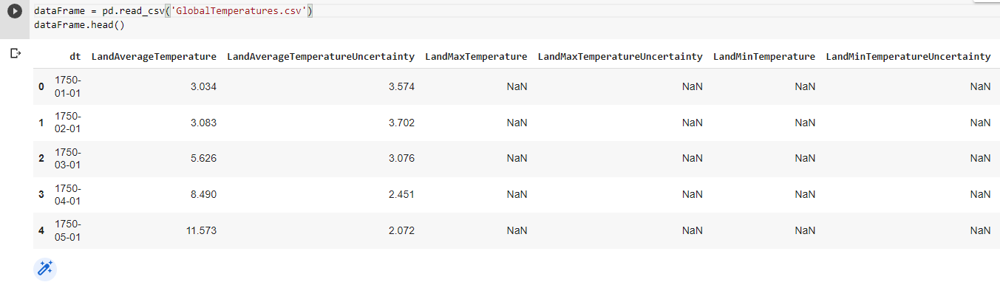 dataFrame = pd.read_csv('GlobalTemperatures.csv')
dataFrame.head()
dt LandAverageTemperature LandAverageTemperatureUncertainty LandMaxTemperature LandMaxTemperatureUncertainty LandMinTemperature LandMinTemperatureUncertainty
0 1750-01-01 3.034 3.574 NaN NaN NaN NaN
1 1750-02-01 3.083 3.702 NaN NaN NaN NaN
2 1750-03-01 5.626 3.076 NaN NaN NaN NaN
3 1750-04-01 8.490 2.451 NaN NaN NaN NaN
4 1750-05-01 11.573 2.072 NaN NaN NaN NaN